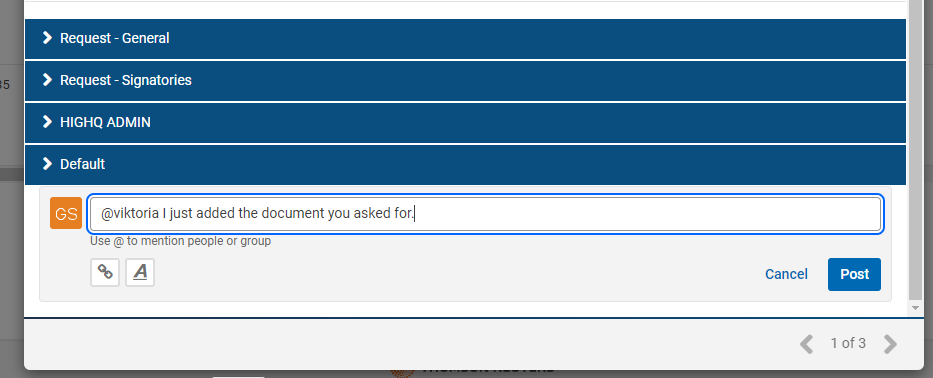 35
Request - General
Request - Signatories
HIGHQ ADMIN
Default
GS
@viktoria I just added the document you asked for.
Use @ to mention people or group
A
Cancel
Post
1 of 3